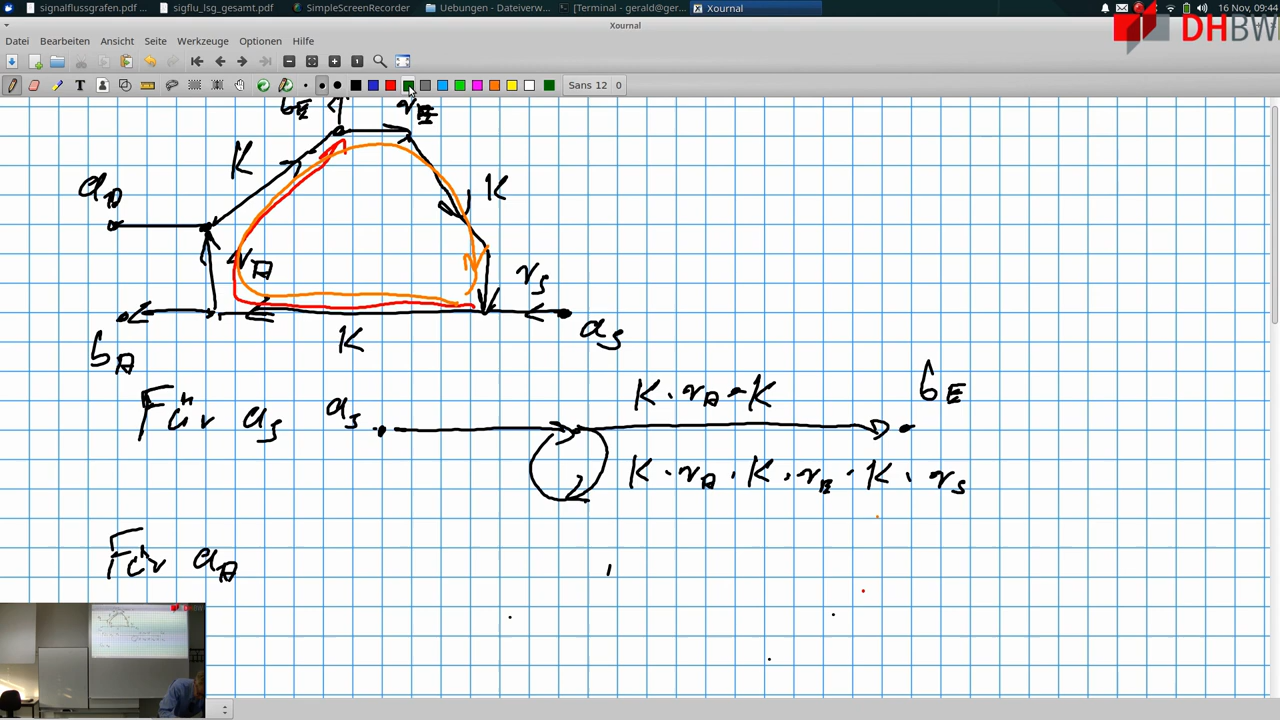 signalflussgrafen.pdf ...
sigflu_lsg_gesamt.pdf
SimpleScreenRecorder
Uebungen - Dateiverw...
[Terminal - gerald@ger...
Xournal
16 Nov, 09:44
Xournal
DHBW
Datei Bearbeiten Ansicht Seite Werkzeuge Optionen Hilfe
Sans 12 0
b_E r_E
K
a_A
K
r_A
r_S
K
b_A
a_S
K · r_A · K
b_E
Für a_S a_S
K · r_A · K · r_E · K · r_S
Für a_A